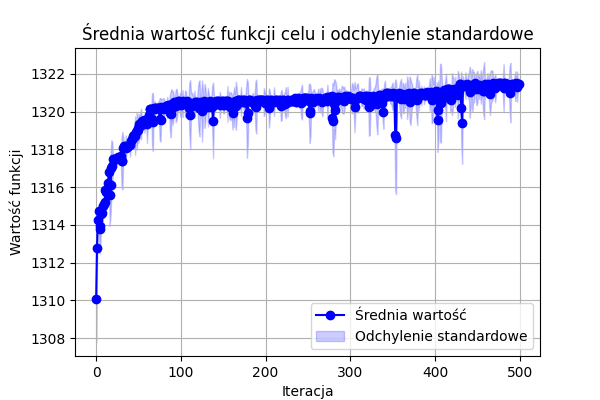 Średnia wartość funkcji celu i odchylenie standardowe
Wartość funkcji
1322
1320
1318
1316
1314
1312
1310
1308
0 100 200 300 400 500
Iteracja
Średnia wartość
Odchylenie standardowe